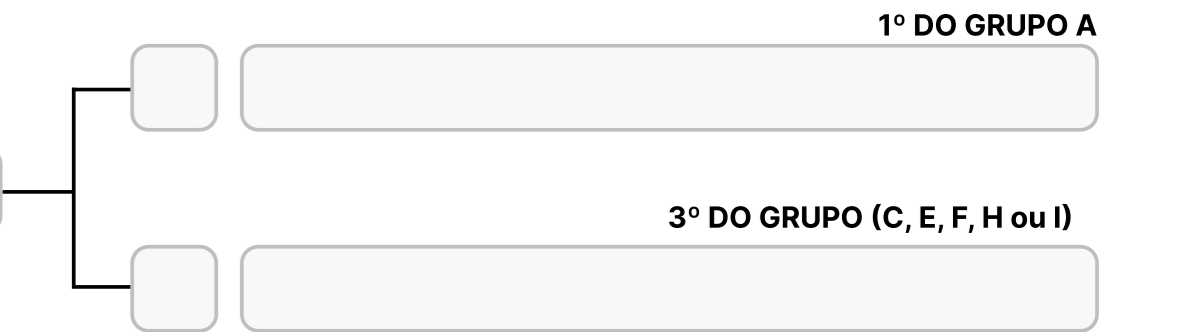 1º DO GRUPO A
3º DO GRUPO (C, E, F, H ou I)